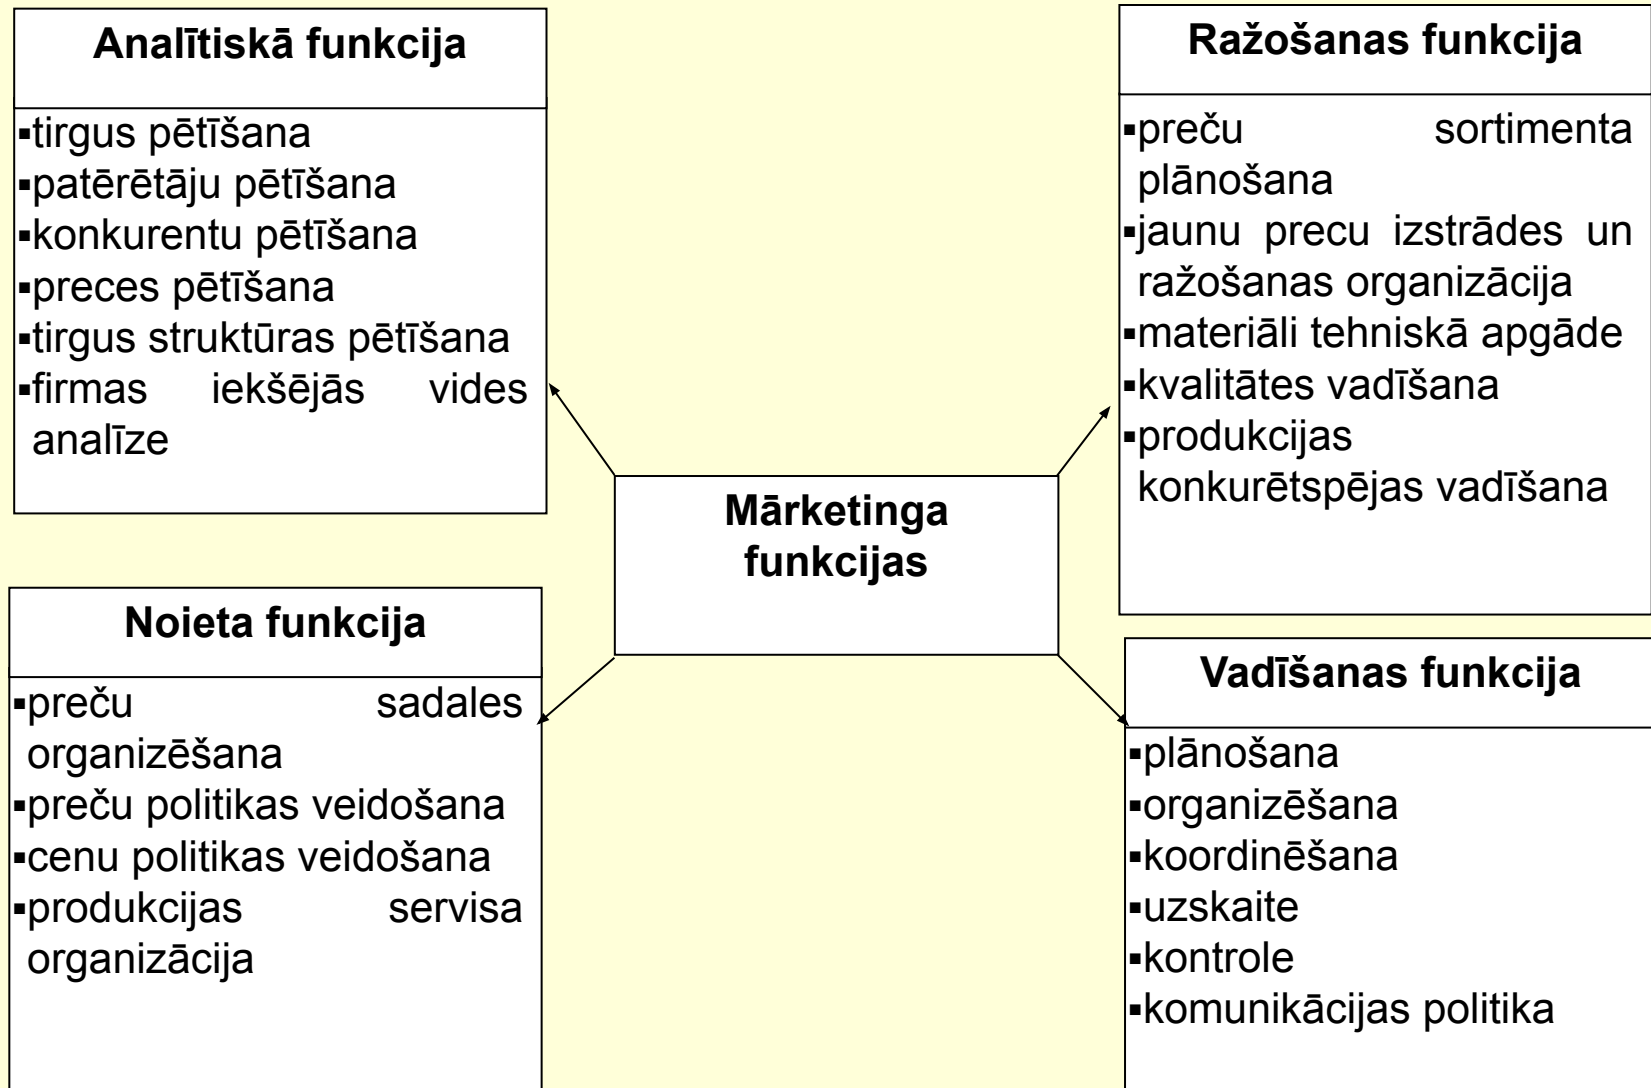 Analītiskā funkcija
▪tirgus pētīšana
▪patērētāju pētīšana
▪konkurentu pētīšana
▪preces pētīšana
▪tirgus struktūras pētīšana
▪firmas iekšējās vides
analīze
Ražošanas funkcija
▪preču sortimenta
plānošana
▪jaunu precu izstrādes un
ražošanas organizācija
▪materiāli tehniskā apgāde
▪kvalitātes vadīšana
▪produkcijas
konkurētspējas vadīšana
Mārketinga
funkcijas
Noieta funkcija
▪preču sadales
organizēšana
▪preču politikas veidošana
▪cenu politikas veidošana
▪produkcijas servisa
organizācija
Vadīšanas funkcija
▪plānošana
▪organizēšana
▪koordinēšana
▪uzskaite
▪kontrole
▪komunikācijas politika